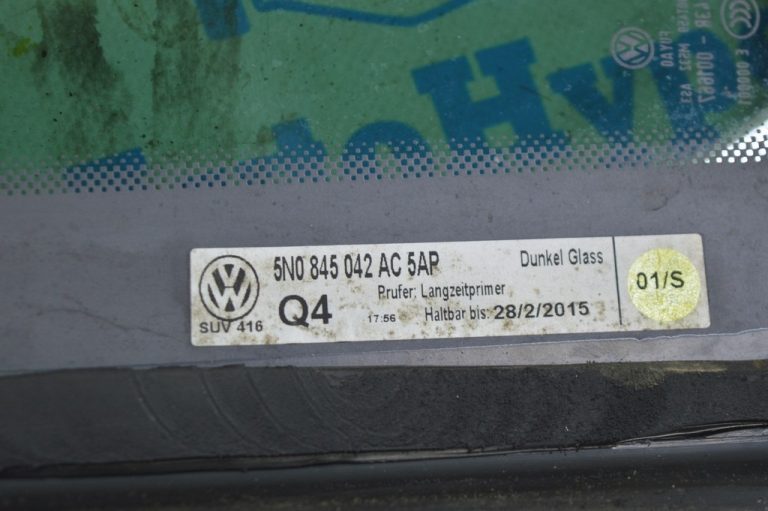 5N0 845 042 AC 5AP
Dunkel Glass
01/S
Prufer: Langzeitprimer
Q4
17:56
Haltbar bis: 28/2/2015
SUV 416